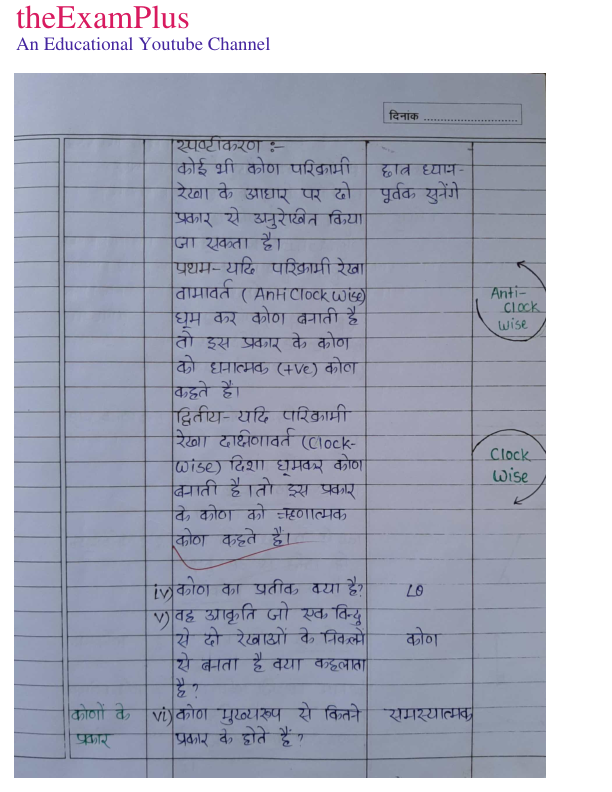 theExamPlus
An Educational Youtube Channel
दिनांक ............................
स्पष्टीकरण :-
कोई भी कोण परिक्रामी
रेखा के आधार पर दो
प्रकार से अनुरेखित किया
जा सकता है।
प्रथम- यदि परिक्रामी रेखा
वामावर्त ( Anti Clock Wise)
घूम कर कोण बनाती है
तो इस प्रकार के कोण
को धनात्मक (+ve) कोण
कहते है।
द्वितीय- यदि परिक्रामी
रेखा दक्षिणावर्त (Clock-
Wise) दिशा घूमकर कोण
बनाती है।तो इस प्रकार
के कोण को ऋणात्मक
कोण कहते है।
iv) कोण का प्रतीक क्या है?
v) वह आकृति जो एक बिन्दु
से दो रेखाओं के निकलने
से बनता है क्या कहलाता
है ?
vi) कोण मुख्यरूप से कितने
प्रकार के होते हैं ?
छात्र ध्यान-
पूर्वक सुनेंगे
∠θ
कोण
समस्यात्मक
Anti-
Clock
Wise
Clock
Wise
कोणों के
प्रकार